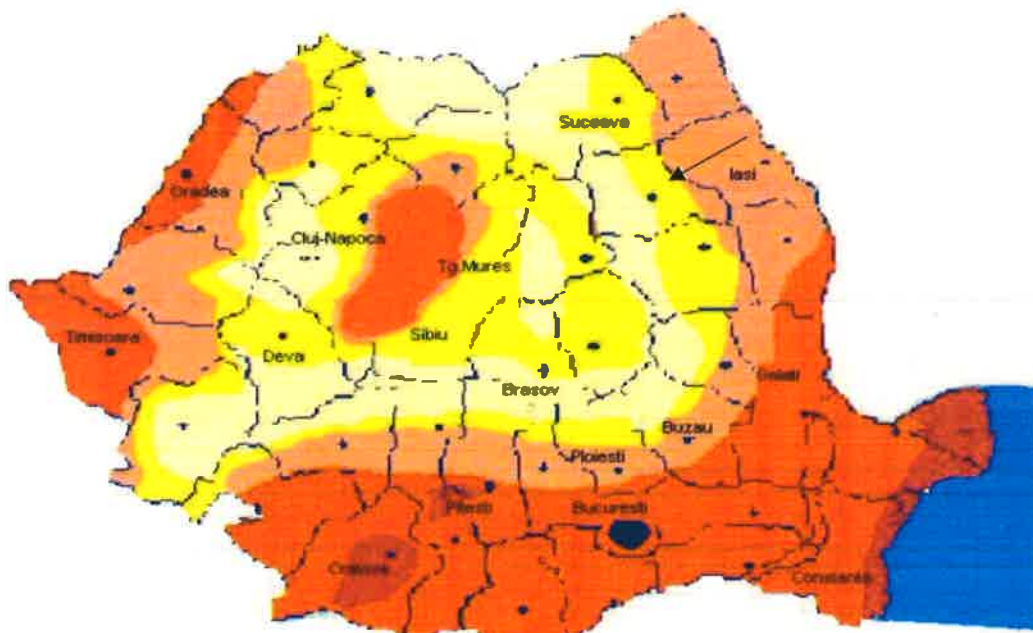 Suceava
Iasi
Oradea
Cluj-Napoca
Tg.Mures
Timisoara
Sibiu
Deva
Brasov
Galati
Buzau
Ploiesti
Pitesti
Bucuresti
Craiova
Constanta